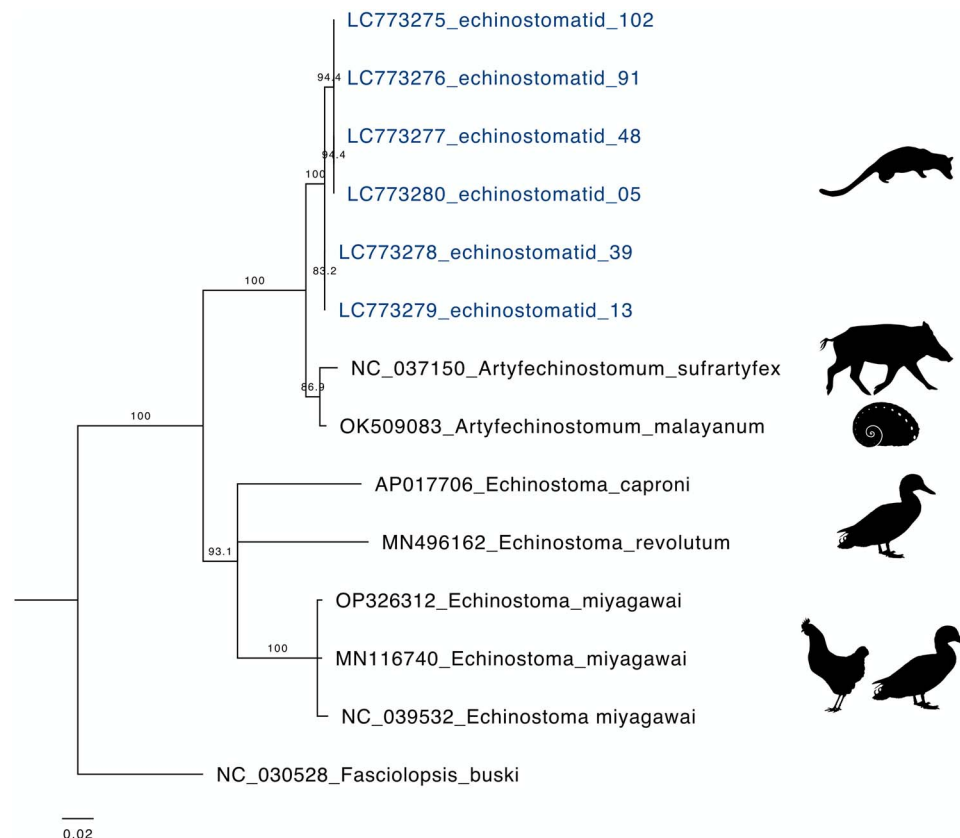 LC773275_echinostomatid_102
94.4
LC773276_echinostomatid_91
LC773277_echinostomatid_48
94.4
100
LC773280_echinostomatid_05
LC773278_echinostomatid_39
83.2
100
LC773279_echinostomatid_13
NC_037150_Artyfechinostomum_sufrartyfex
86.9
100
OK509083_Artyfechinostomum_malayanum
AP017706_Echinostoma_caproni
MN496162_Echinostoma_revolutum
93.1
OP326312_Echinostoma_miyagawai
100
MN116740_Echinostoma_miyagawai
NC_039532_Echinostoma miyagawai
NC_030528_Fasciolopsis_buski
0.02